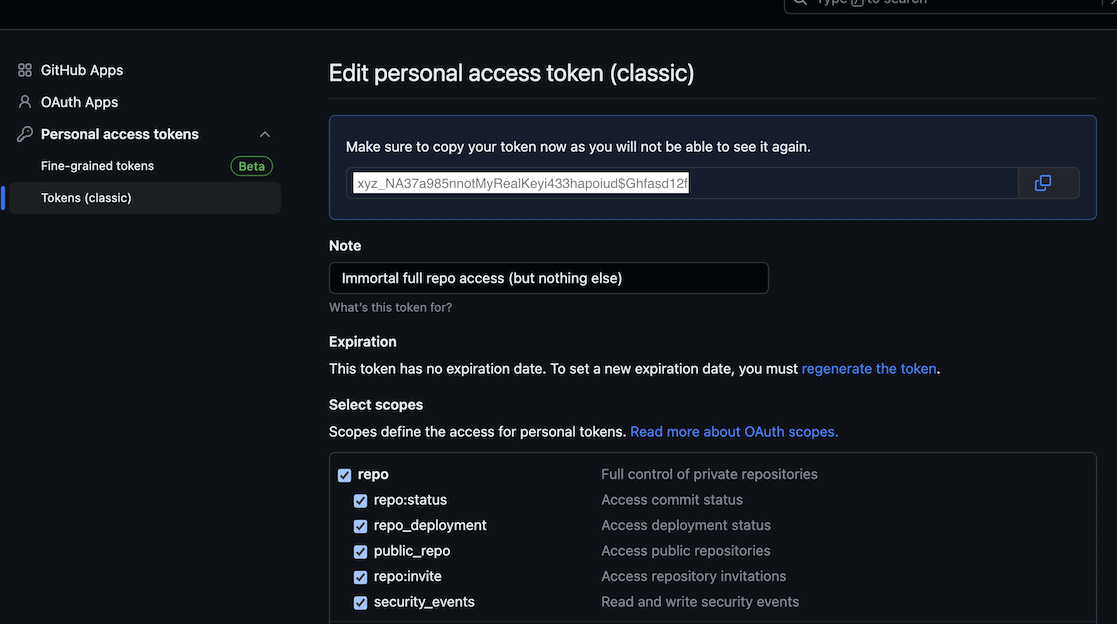 Type / to search
GitHub Apps
OAuth Apps
Personal access tokens
Fine-grained tokens Beta
Tokens (classic)
Edit personal access token (classic)
Make sure to copy your token now as you will not be able to see it again.
xyz_NA37a985nnotMyRealKeyi433hapoiud$Ghfasd12f
Note
Immortal full repo access (but nothing else)
What's this token for?
Expiration
This token has no expiration date. To set a new expiration date, you must regenerate the token.
Select scopes
Scopes define the access for personal tokens. Read more about OAuth scopes.
repo Full control of private repositories
repo:status Access commit status
repo_deployment Access deployment status
public_repo Access public repositories
repo:invite Access repository invitations
security_events Read and write security events